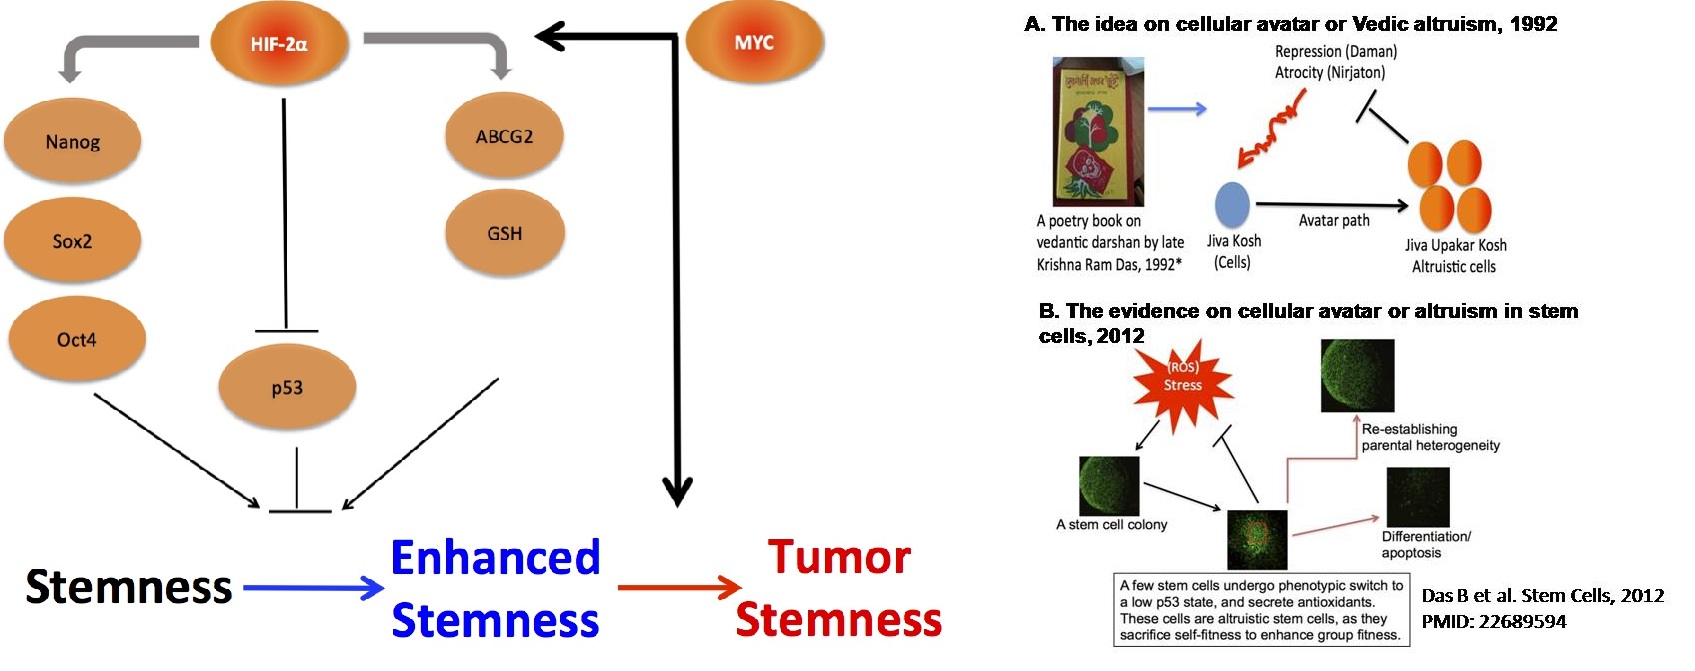 HIF-2α
MYC
Nanog
Sox2
Oct4
p53
ABCG2
GSH
Stemness
Enhanced
Stemness
Tumor
Stemness
A. The idea on cellular avatar or Vedic altruism, 1992
Repression (Daman)
Atrocity (Nirjaton)
A poetry book on
vedantic darshan by late
Krishna Ram Das, 1992*
Jiva Kosh
(Cells)
Avatar path
Jiva Upakar Kosh
Altruistic cells
B. The evidence on cellular avatar or altruism in stem
cells, 2012
(ROS)
Stress
A stem cell colony
Re-establishing
parental heterogeneity
Differentiation/
apoptosis
A few stem cells undergo phenotypic switch to
a low p53 state, and secrete antioxidants.
These cells are altruistic stem cells, as they
sacrifice self-fitness to enhance group fitness.
Das B et al. Stem Cells, 2012
PMID: 22689594